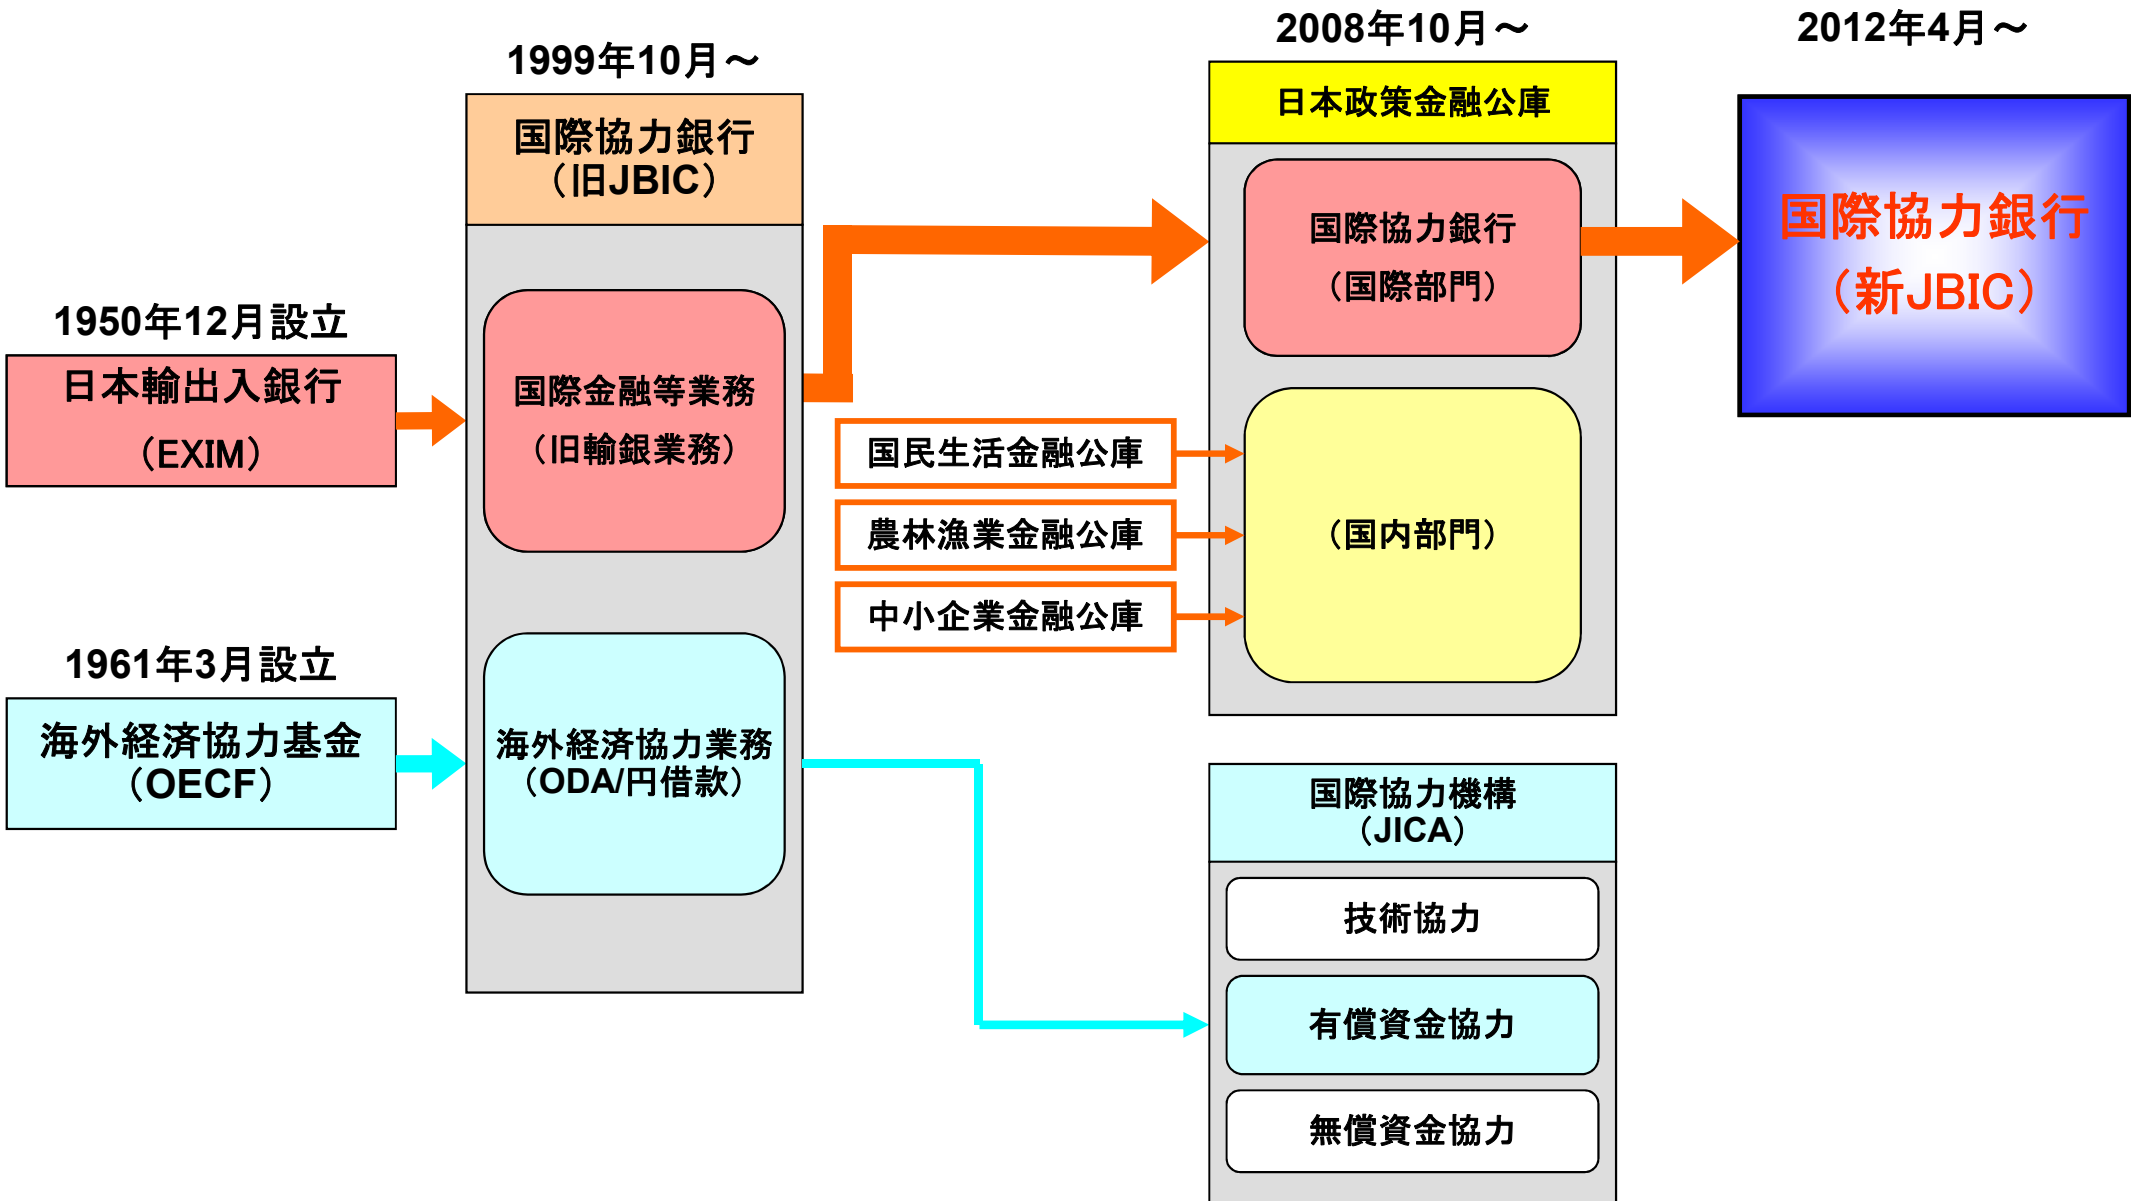 1950年12月設立
日本輸出入銀行
（EXIM）
1961年3月設立
海外経済協力基金
（OECF）
1999年10月～
国際協力銀行
（旧JBIC）
国際金融等業務
（旧輸銀業務）
海外経済協力業務
（ODA/円借款）
国民生活金融公庫
農林漁業金融公庫
中小企業金融公庫
2008年10月～
日本政策金融公庫
国際協力銀行
（国際部門）
（国内部門）
国際協力機構
（JICA）
技術協力
有償資金協力
無償資金協力
2012年4月～
国際協力銀行
（新JBIC）